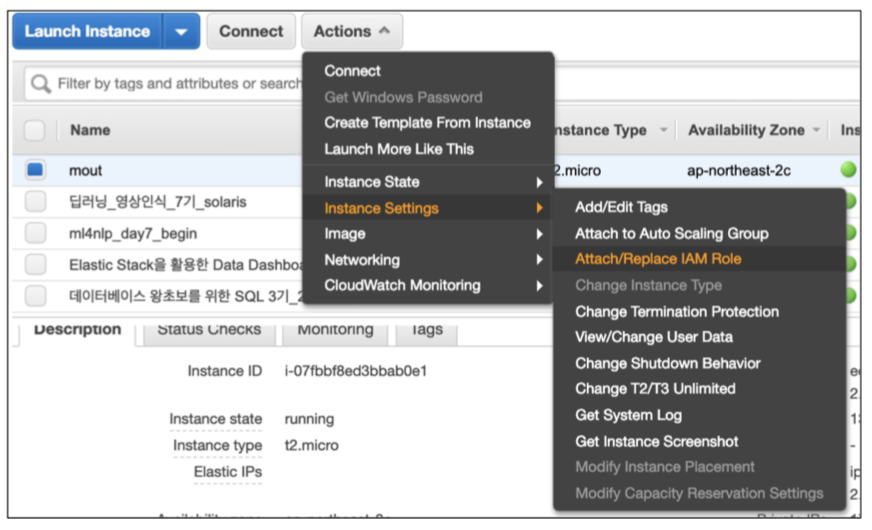 Launch Instance
Connect
Actions
Filter by tags and attributes or search
Connect
Get Windows Password
Create Template From Instance
Launch More Like This
Instance State
Instance Settings
Image
Networking
CloudWatch Monitoring
Add/Edit Tags
Attach to Auto Scaling Group
Attach/Replace IAM Role
Change Instance Type
Change Termination Protection
View/Change User Data
Change Shutdown Behavior
Change T2/T3 Unlimited
Get System Log
Get Instance Screenshot
Modify Instance Placement
Modify Capacity Reservation Settings
Name
nstance Type
Availability Zone
Ins
mout
2.micro
ap-northeast-2c
딥러닝_영상인식_7기_solaris
ml4nlp_day7_begin
Elastic Stack을 활용한 Data Dashboa
데이터베이스 왕초보를 위한 SQL 3기_2
Description
Status Checks
Monitoring
Tags
Instance ID i-07fbbf8ed3bbab0e1
Instance state running
Instance type t2.micro
Elastic IPs